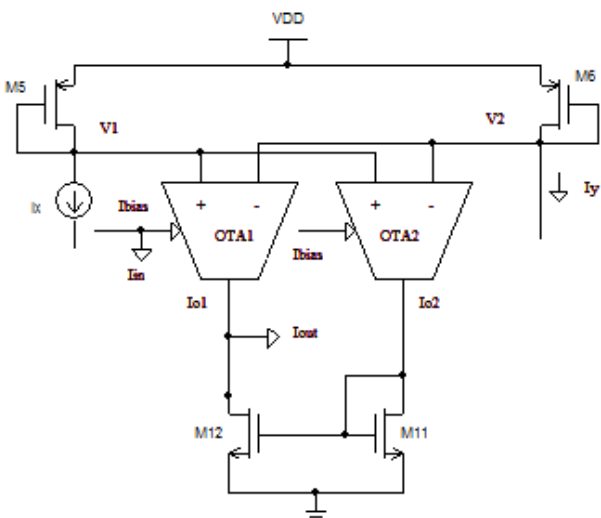 VDD
M5
M6
V1
V2
Ix
Iy
Ibias
+ -
+ -
OTA1
OTA2
Iin
Ibias
Io1
Io2
Iout
M12
M11